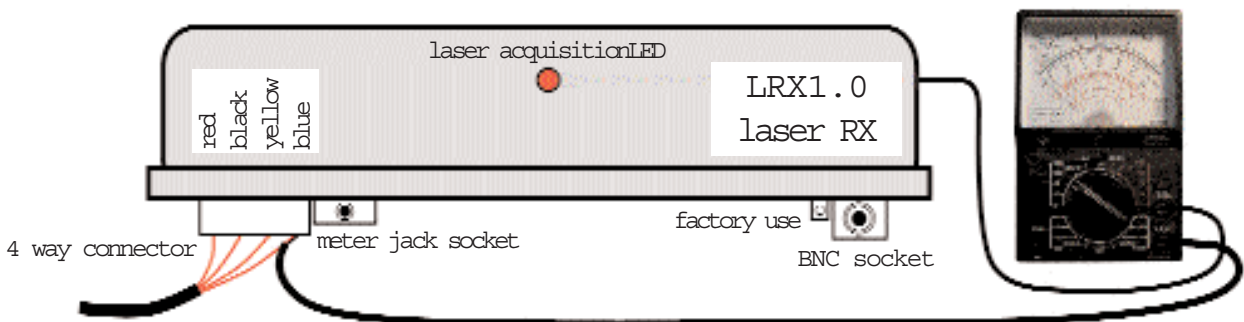 laser acquisitionLED
red
black
yellow
blue
LRX1.0
laser RX
4 way connector
meter jack socket
factory use
BNC socket